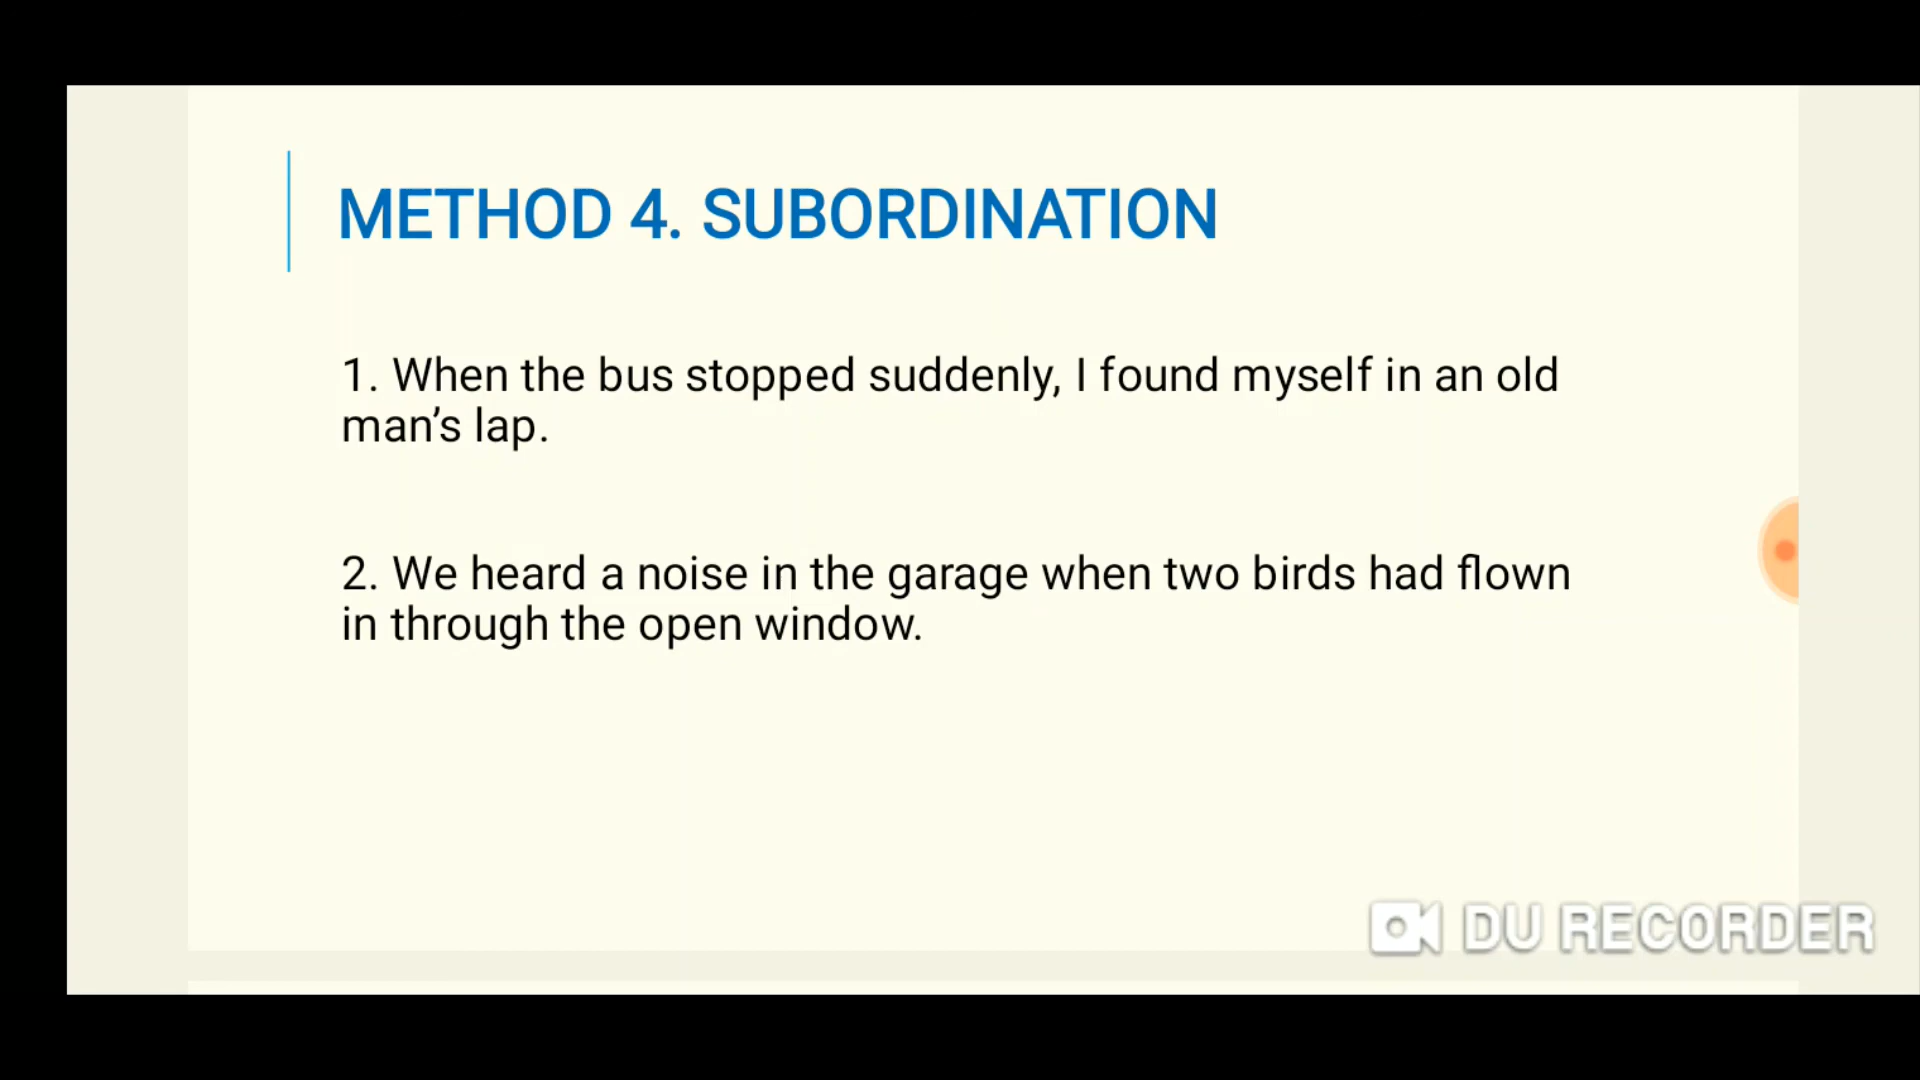 METHOD 4. SUBORDINATION
1. When the bus stopped suddenly, I found myself in an old
man’s lap.
2. We heard a noise in the garage when two birds had flown
in through the open window.
DU RECORDER